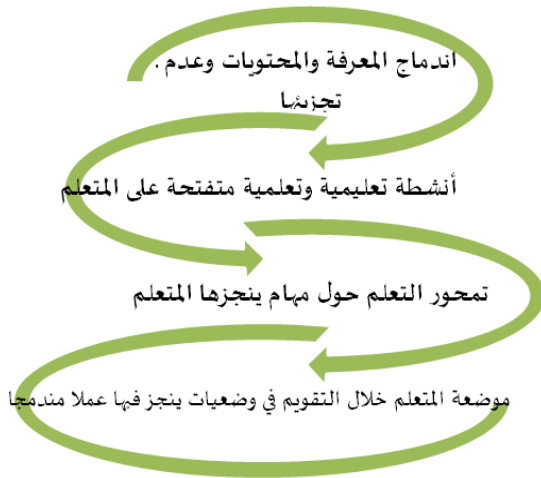 اندماج المعرفة والمحتويات وعدم .
تجزيئها
أنشطة تعليمية وتعلمية متفتحة على المتعلم
تمحور التعلم حول مهام ينجزها المتعلم
موضعة المتعلم خلال التقويم في وضعيات ينجز فيها عملا مندمجا